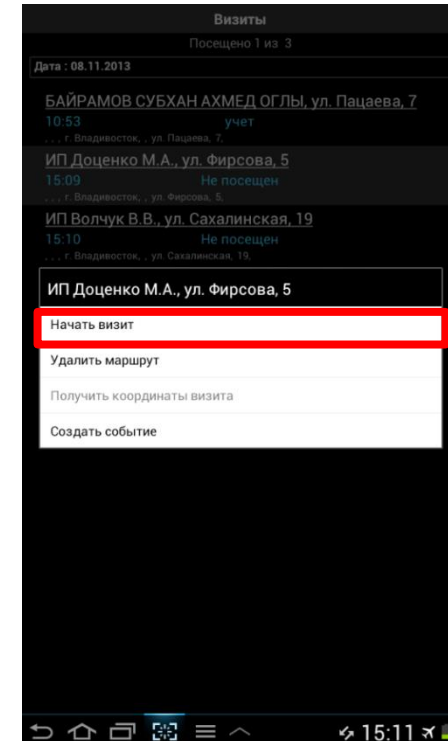 Визиты
Посещено 1 из 3
Дата : 08.11.2013
БАЙРАМОВ СУБХАН АХМЕД ОГЛЫ, ул. Пацаева, 7
10:53 учет
, , , г. Владивосток, , ул. Пацаева, 7,
ИП Доценко М.А., ул. Фирсова, 5
15:09 Не посещен
, , , г. Владивосток, , ул. Фирсова, 5,
ИП Волчук В.В., ул. Сахалинская, 19
15:10 Не посещен
, , , г. Владивосток, , ул. Сахалинская, 19,
ИП Доценко М.А., ул. Фирсова, 5
Начать визит
Удалить маршрут
Получить координаты визита
Создать событие
15:11